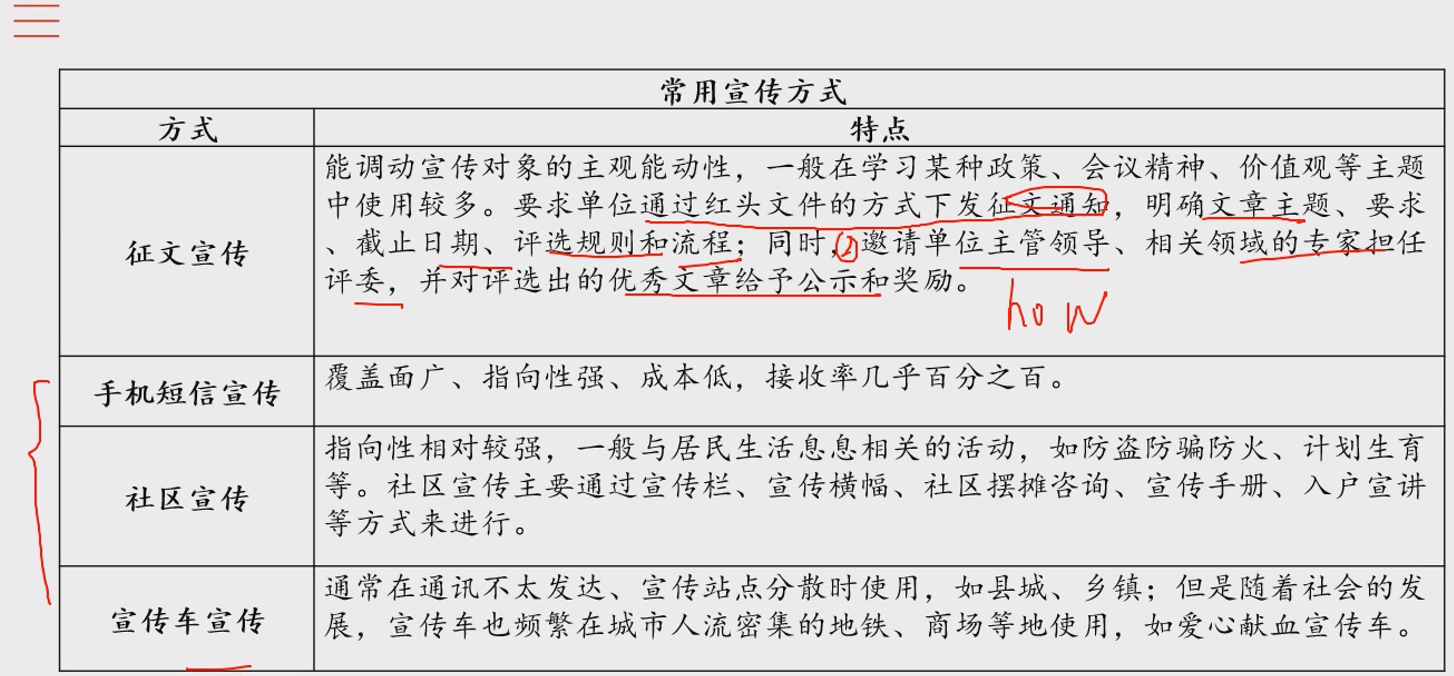 常用宣传方式
方式
特点
征文宣传
能调动宣传对象的主观能动性，一般在学习某种政策、会议精神、价值观等主题
中使用较多。要求单位通过红头文件的方式下发征文通知，明确文章主题、要求
、截止日期、评选规则和流程；同时，②邀请单位主管领导、相关领域的专家担任
评委，并对评选出的优秀文章给予公示和奖励。
how
手机短信宣传
覆盖面广、指向性强、成本低，接收率几乎百分之百。
社区宣传
指向性相对较强，一般与居民生活息息相关的活动，如防盗防骗防火、计划生育
等。社区宣传主要通过宣传栏、宣传横幅、社区摆摊咨询、宣传手册、入户宣讲
等方式来进行。
宣传车宣传
通常在通讯不太发达、宣传站点分散时使用，如县城、乡镇；但是随着社会的发
展，宣传车也频繁在城市人流密集的地铁、商场等地使用，如爱心献血宣传车。